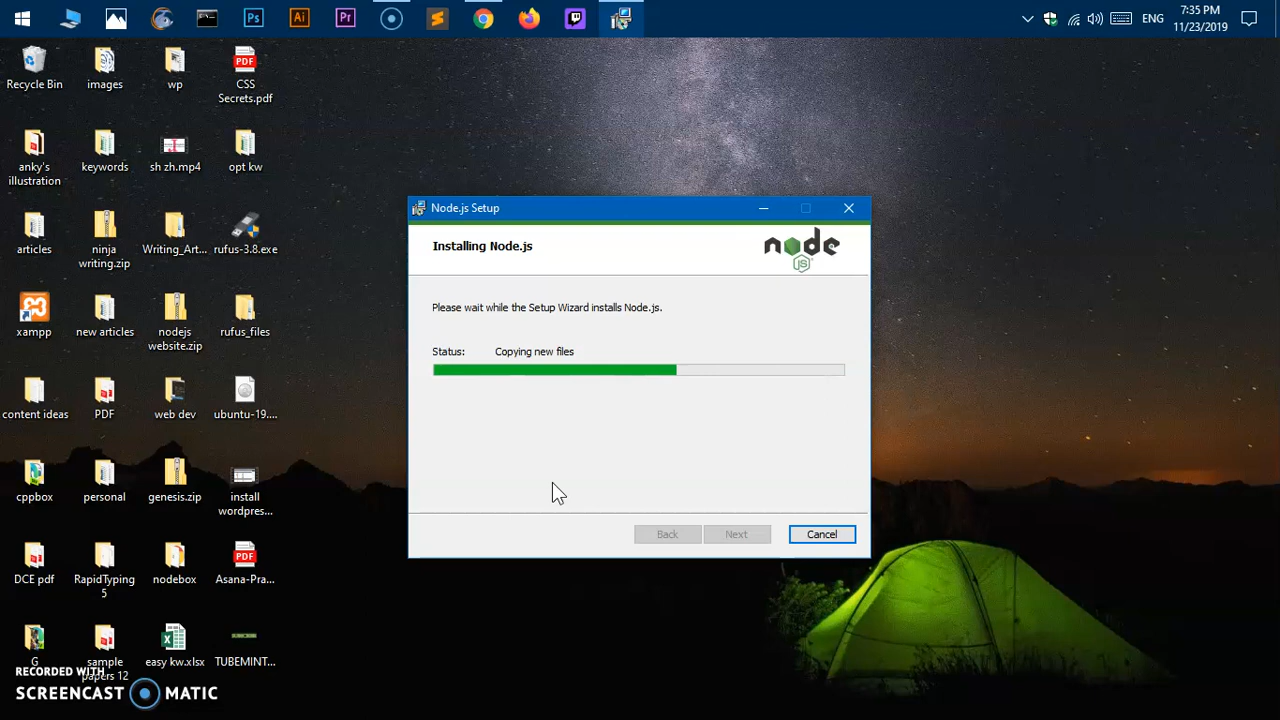 Ps
Ai
Pr
ENG
7:35 PM
11/23/2019
Recycle Bin
images
wp
PDF
CSS
Secrets.pdf
anky's
illustration
keywords
sh zh.mp4
opt kw
articles
ninja
writing.zip
Writing_Art...
rufus-3.8.exe
xampp
new articles
nodejs
website.zip
rufus_files
content ideas
PDF
web dev
ubuntu-19....
cppbox
personal
genesis.zip
install
wordpres...
DCE pdf
RapidTyping
5
nodebox
PDF
Asana-Pra...
G
sample
papers 12
easy kw.xlsx
TUBEMINT...
Node.js Setup
Installing Node.js
node
JS
Please wait while the Setup Wizard installs Node.js.
Status: Copying new files
Back
Next
Cancel
RECORDED WITH
SCREENCAST MATIC